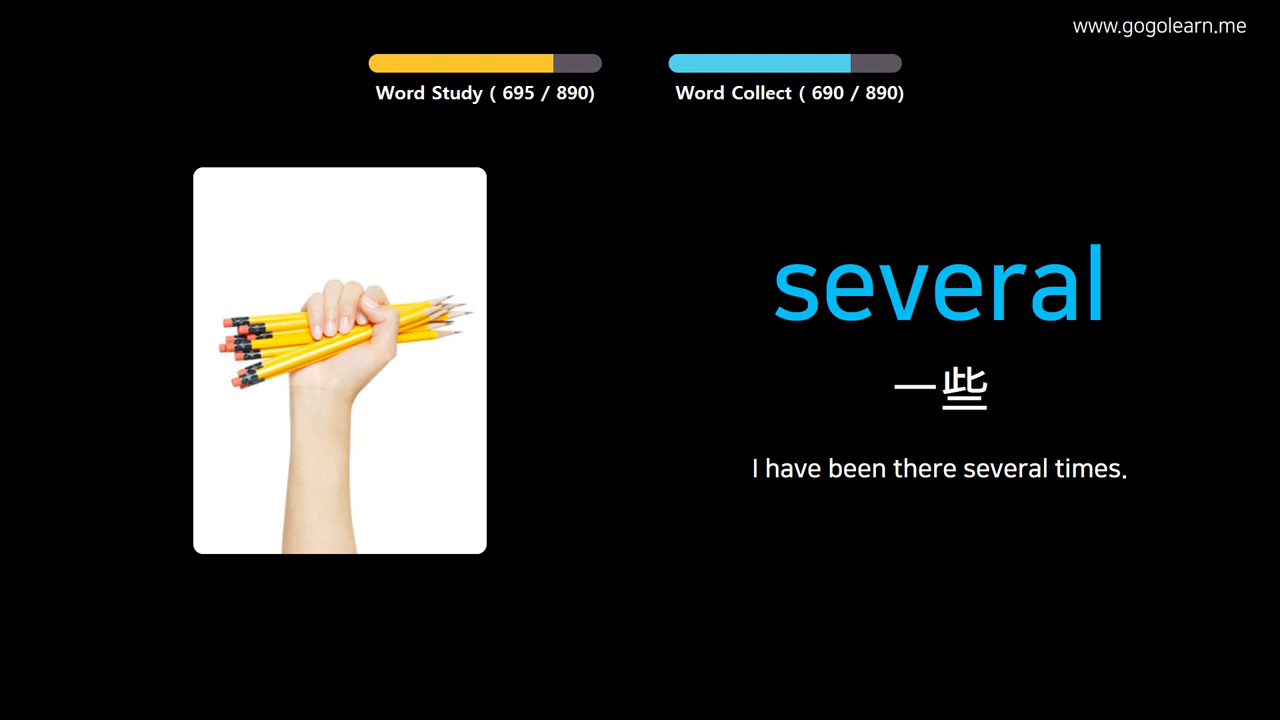 www.gogolearn.me
Word Study ( 695 / 890)
Word Collect ( 690 / 890)
several
一些
I have been there several times.